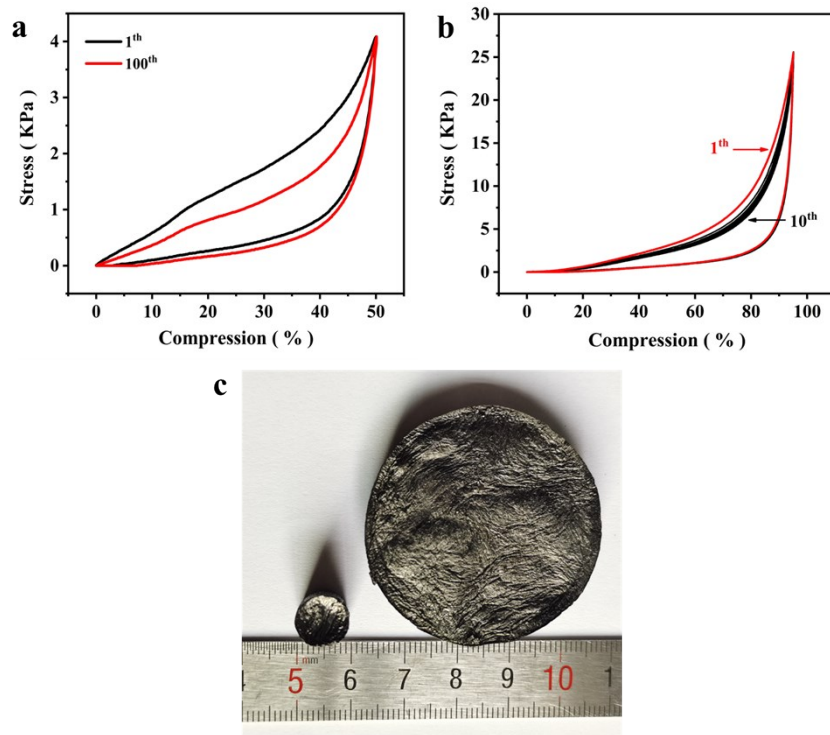 a
1th
100th
Stress ( KPa )
4
3
2
1
0
0 10 20 30 40 50
Compression ( % )
b
30
25
20
15
10
5
0
1th
10th
Stress ( KPa )
0 20 40 60 80 100
Compression ( % )
c
mm
4 5 6 7 8 9 10 1